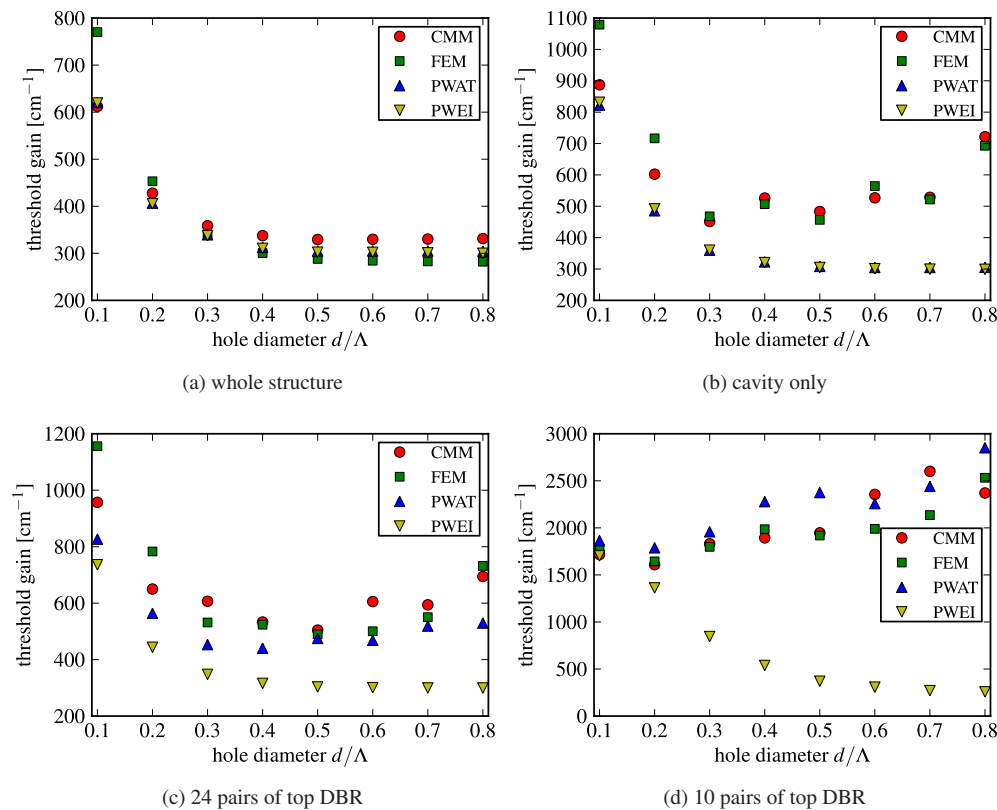 800
700
600
500
400
300
200
threshold gain [cm⁻¹]
CMM
FEM
PWAT
PWEI
0.1 0.2 0.3 0.4 0.5 0.6 0.7 0.8
hole diameter d/Λ
(a) whole structure
1100
1000
900
800
700
600
500
400
300
200
threshold gain [cm⁻¹]
CMM
FEM
PWAT
PWEI
0.1 0.2 0.3 0.4 0.5 0.6 0.7 0.8
hole diameter d/Λ
(b) cavity only
1200
1000
800
600
400
200
threshold gain [cm⁻¹]
CMM
FEM
PWAT
PWEI
0.1 0.2 0.3 0.4 0.5 0.6 0.7 0.8
hole diameter d/Λ
(c) 24 pairs of top DBR
3000
2500
2000
1500
1000
500
0
threshold gain [cm⁻¹]
CMM
FEM
PWAT
PWEI
0.1 0.2 0.3 0.4 0.5 0.6 0.7 0.8
hole diameter d/Λ
(d) 10 pairs of top DBR